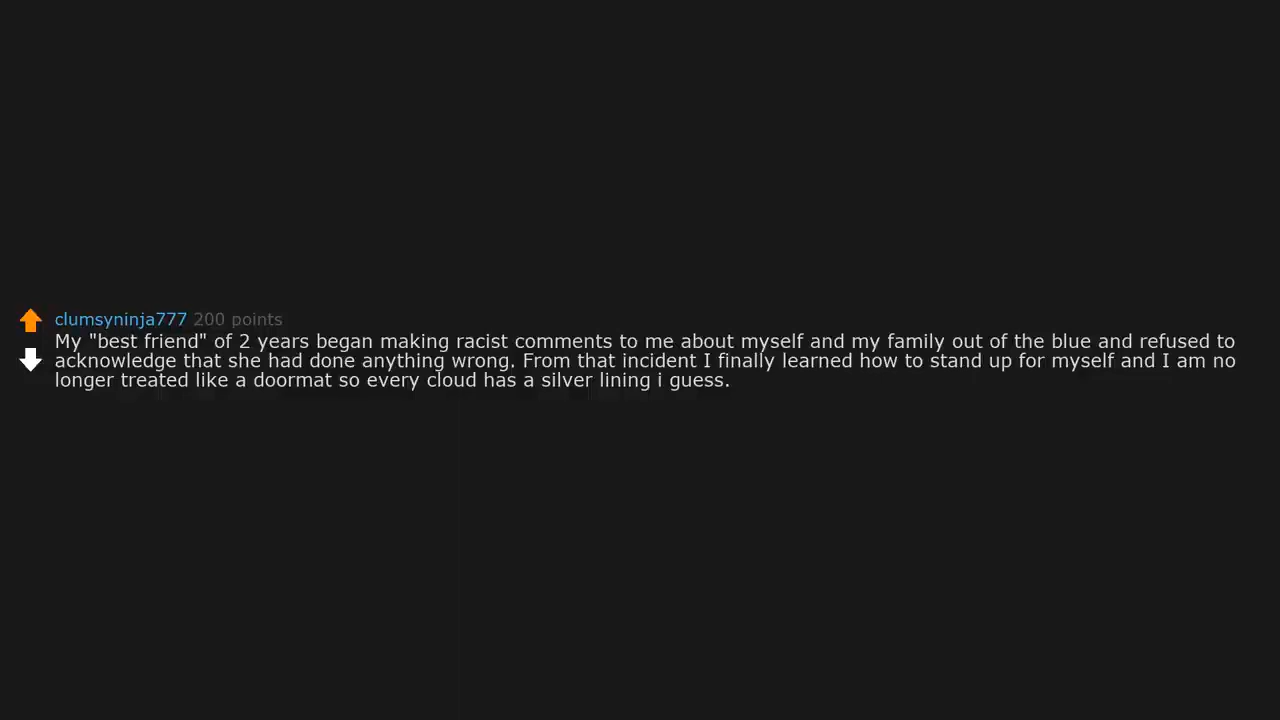 clumsyninja777 200 points
My "best friend" of 2 years began making racist comments to me about myself and my family out of the blue and refused to
acknowledge that she had done anything wrong. From that incident I finally learned how to stand up for myself and I am no
longer treated like a doormat so every cloud has a silver lining i guess.